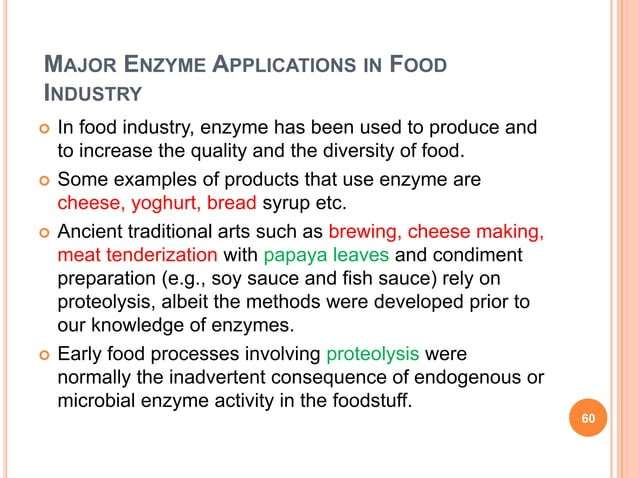 MAJOR ENZYME APPLICATIONS IN FOOD
INDUSTRY
In food industry, enzyme has been used to produce and
to increase the quality and the diversity of food.
Some examples of products that use enzyme are
cheese, yoghurt, bread syrup etc.
Ancient traditional arts such as brewing, cheese making,
meat tenderization with papaya leaves and condiment
preparation (e.g., soy sauce and fish sauce) rely on
proteolysis, albeit the methods were developed prior to
our knowledge of enzymes.
Early food processes involving proteolysis were
normally the inadvertent consequence of endogenous or
microbial enzyme activity in the foodstuff.
60